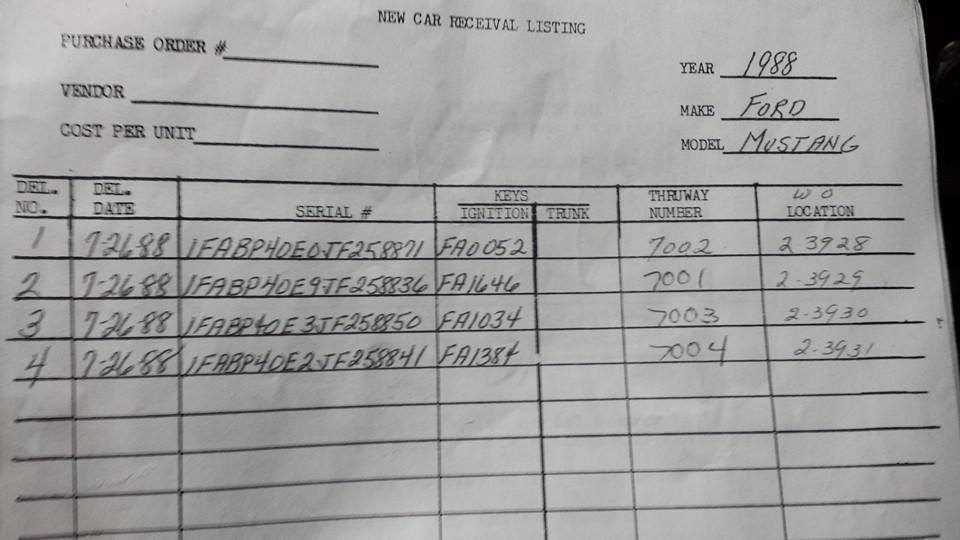 NEW CAR RECEIVAL LISTING
PURCHASE ORDER #
YEAR 1988
VENDOR
MAKE FORD
COST PER UNIT
MODEL MUSTANG
DEL. NO. DEL. DATE SERIAL # KEYS IGNITION TRUNK THRUWAY NUMBER W O LOCATION
1 7-26-88 1FABP40E0JF258871 FA0052 7002 2 3928
2 7-26-88 1FABP40E9JF258836 FA1646 7001 2-3929
3 7-26-88 1FABP40E3JF258850 FA1034 7003 2-3930
4 7-26-88 1FABP40E2JF258841 FA1384 7004 2-3931